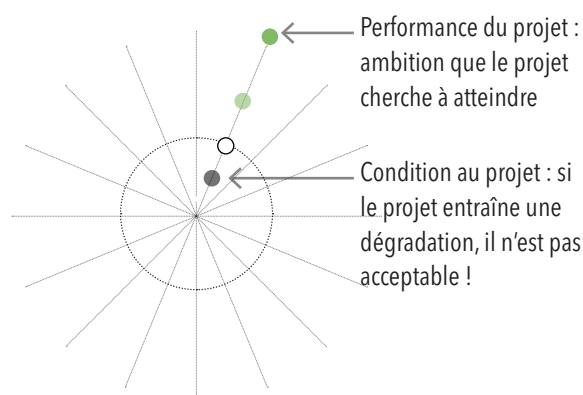 Performance du projet :
ambition que le projet
cherche à atteindre
Condition au projet : si
le projet entraîne une
dégradation, il n’est pas
acceptable !